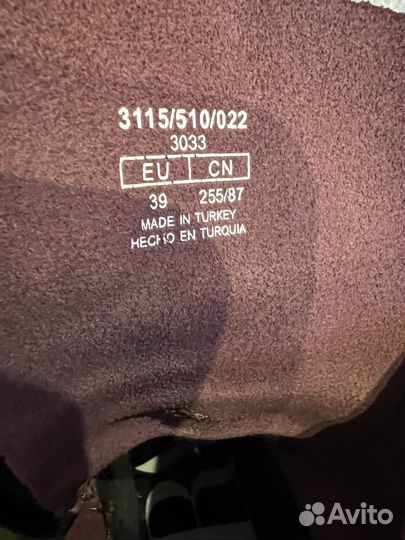 3115/510/022
3033
EU CN
39 255/87
MADE IN TURKEY
HECHO EN TURQUIA
Avito